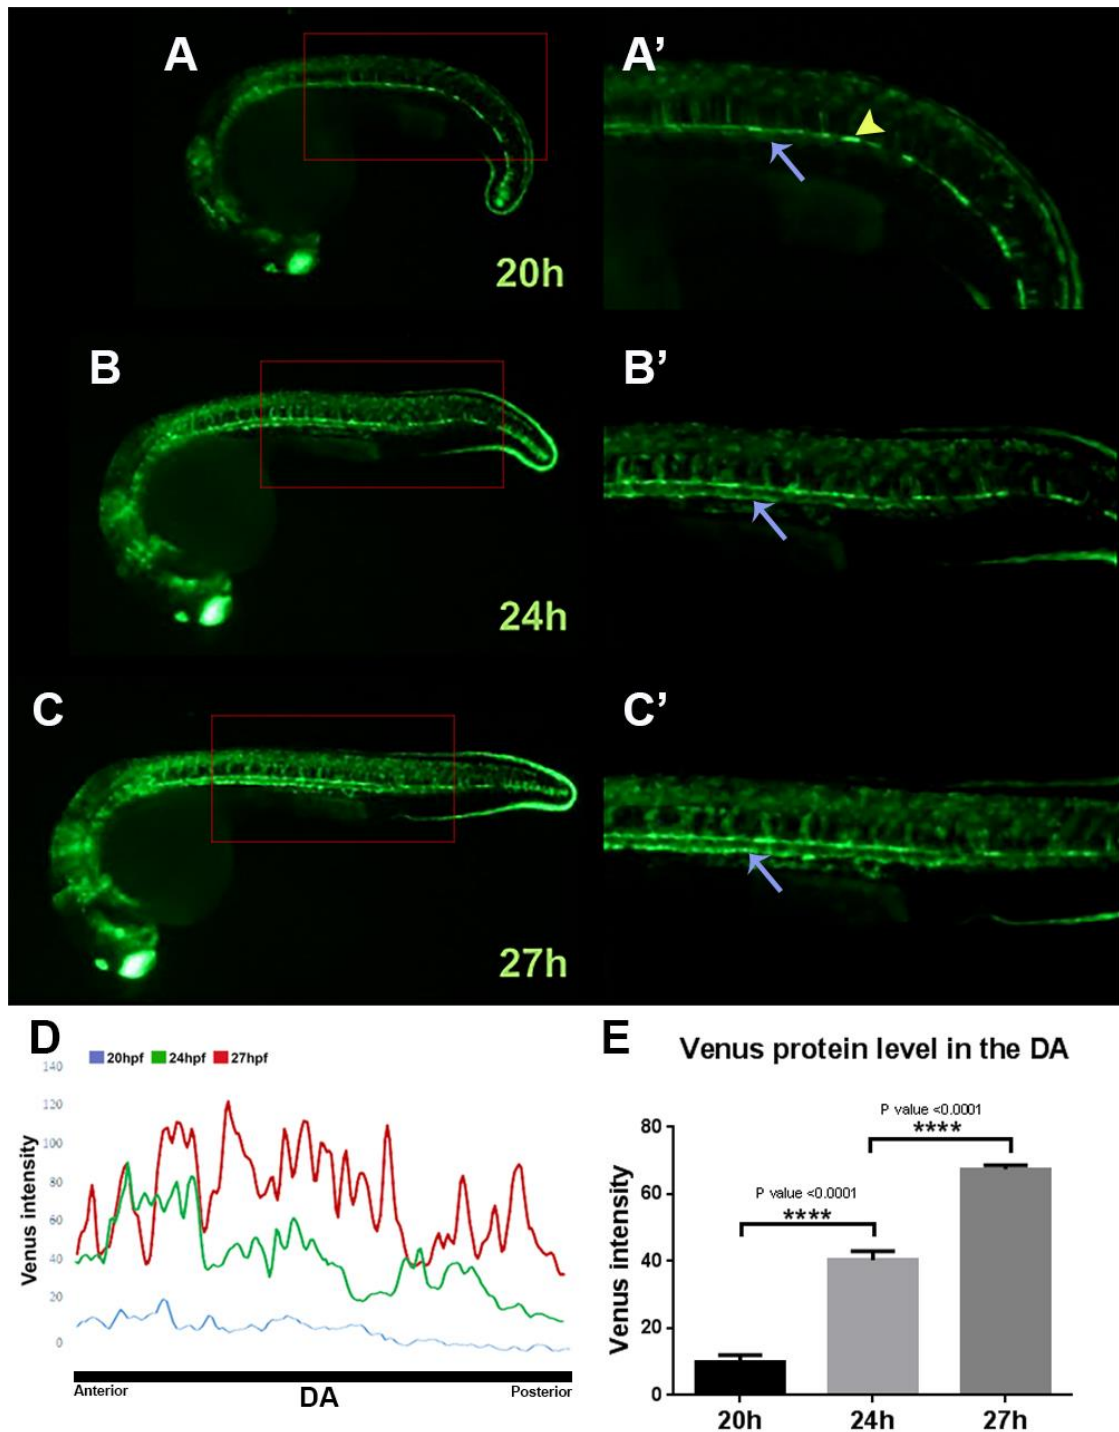 A
A’
20h
B
B’
24h
C
C’
27h
D
20hpf 24hpf 27hpf
140
120
100
80
60
40
20
0
Venus intensity
Anterior
DA
Posterior
E
Venus protein level in the DA
P value <0.0001
****
P value <0.0001
****
80
60
40
20
0
Venus intensity
20h 24h 27h